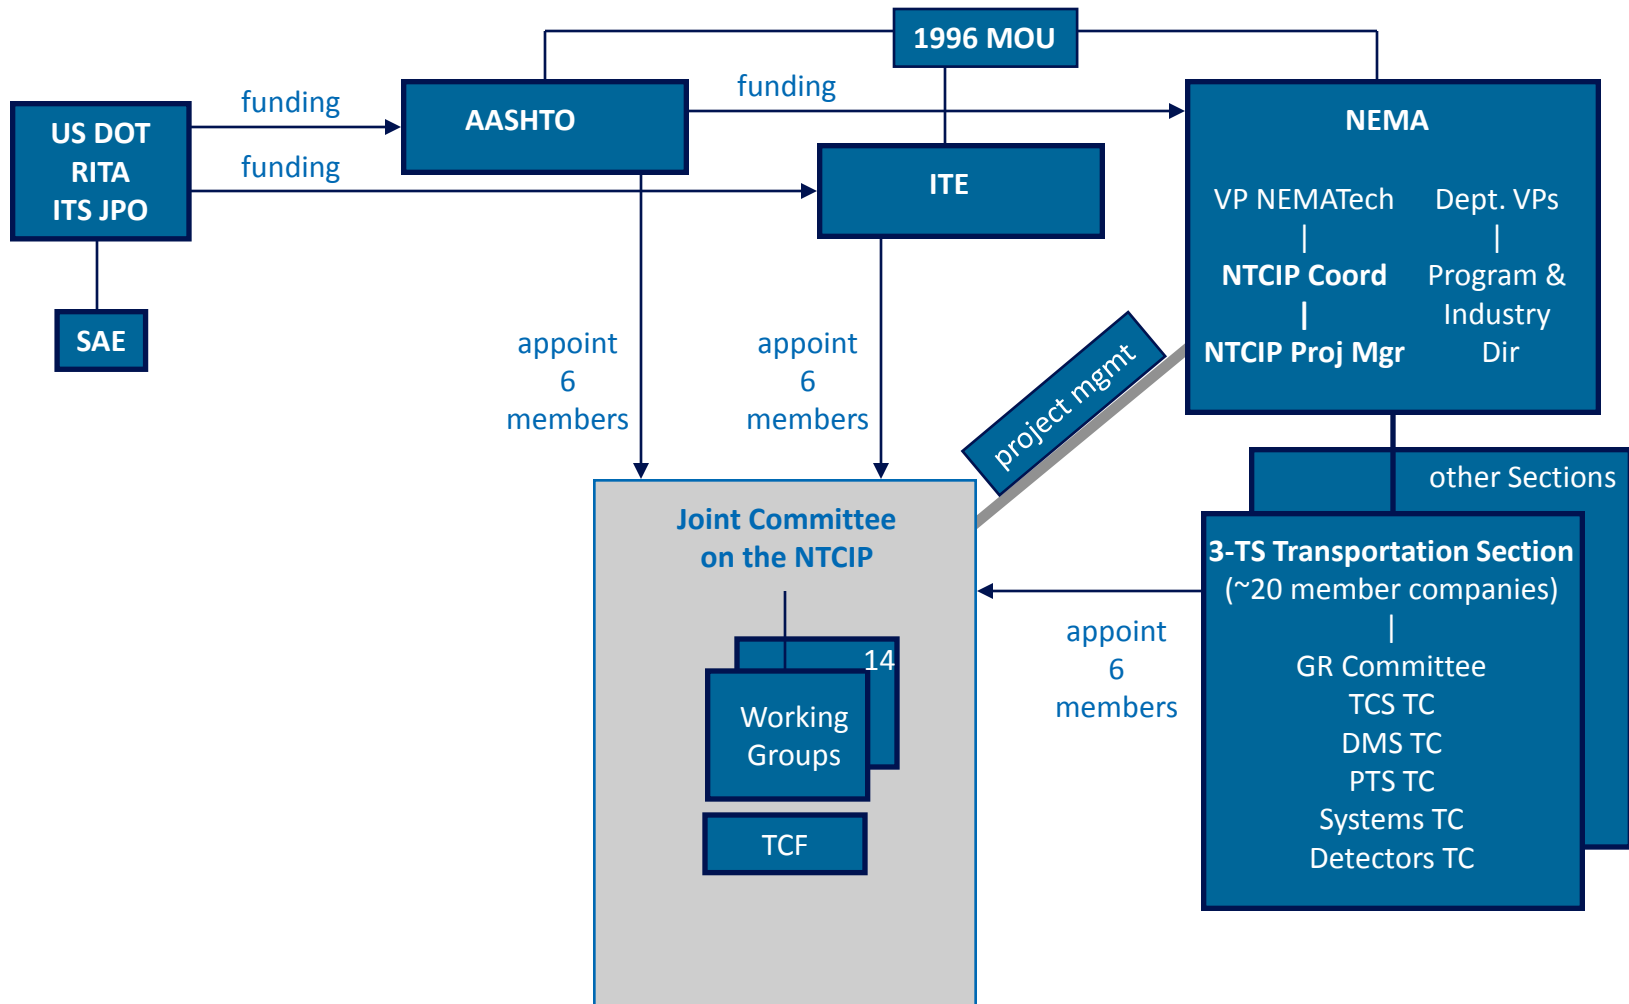 1996 MOU
funding
AASHTO
funding
NEMA
US DOT
RITA
ITS JPO
funding
ITE
VP NEMATech
|
NTCIP Coord
|
NTCIP Proj Mgr
Dept. VPs
|
Program &
Industry
Dir
SAE
appoint
6
members
appoint
6
members
project mgmt
other Sections
Joint Committee
on the NTCIP
3-TS Transportation Section
(~20 member companies)
|
GR Committee
TCS TC
DMS TC
PTS TC
Systems TC
Detectors TC
appoint
6
members
14
Working
Groups
TCF